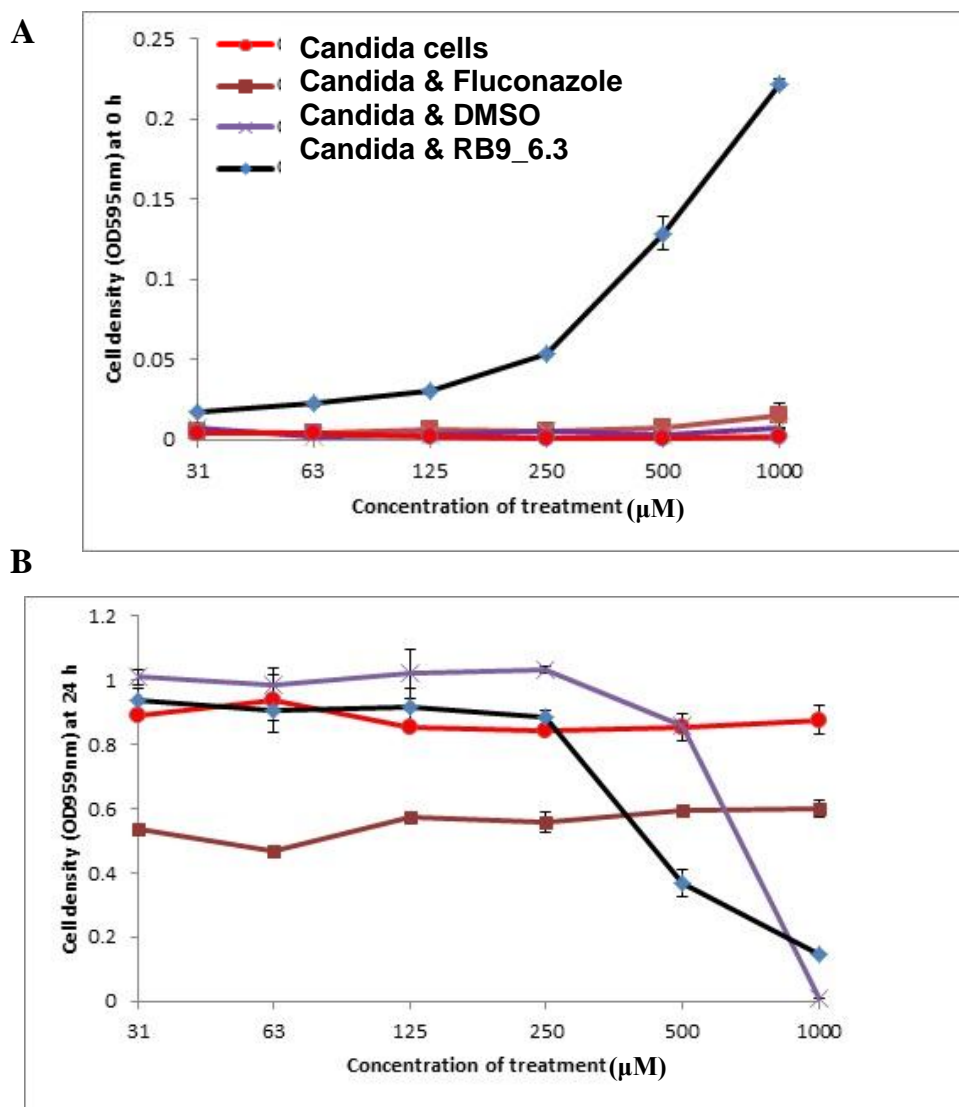 A
0.25
0.2
0.15
0.1
0.05
0
Candida cells
Candida & Fluconazole
Candida & DMSO
Candida & RB9_6.3
Cell density (OD595nm) at 0 h
31 63 125 250 500 1000
Concentration of treatment (µM)
B
1.2
1
0.8
0.6
0.4
0.2
0
Cell density (OD959nm) at 24 h
31 63 125 250 500 1000
Concentration of treatment (µM)